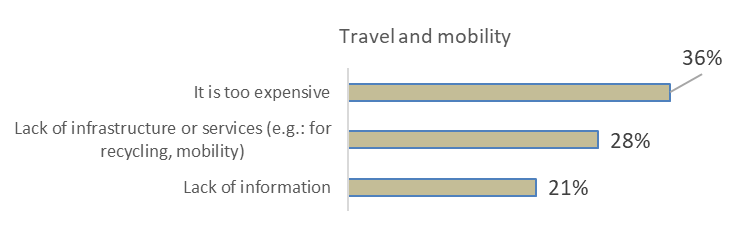 Travel and mobility
36%
It is too expensive
Lack of infrastructure or services (e.g.: for
recycling, mobility)
28%
Lack of information
21%